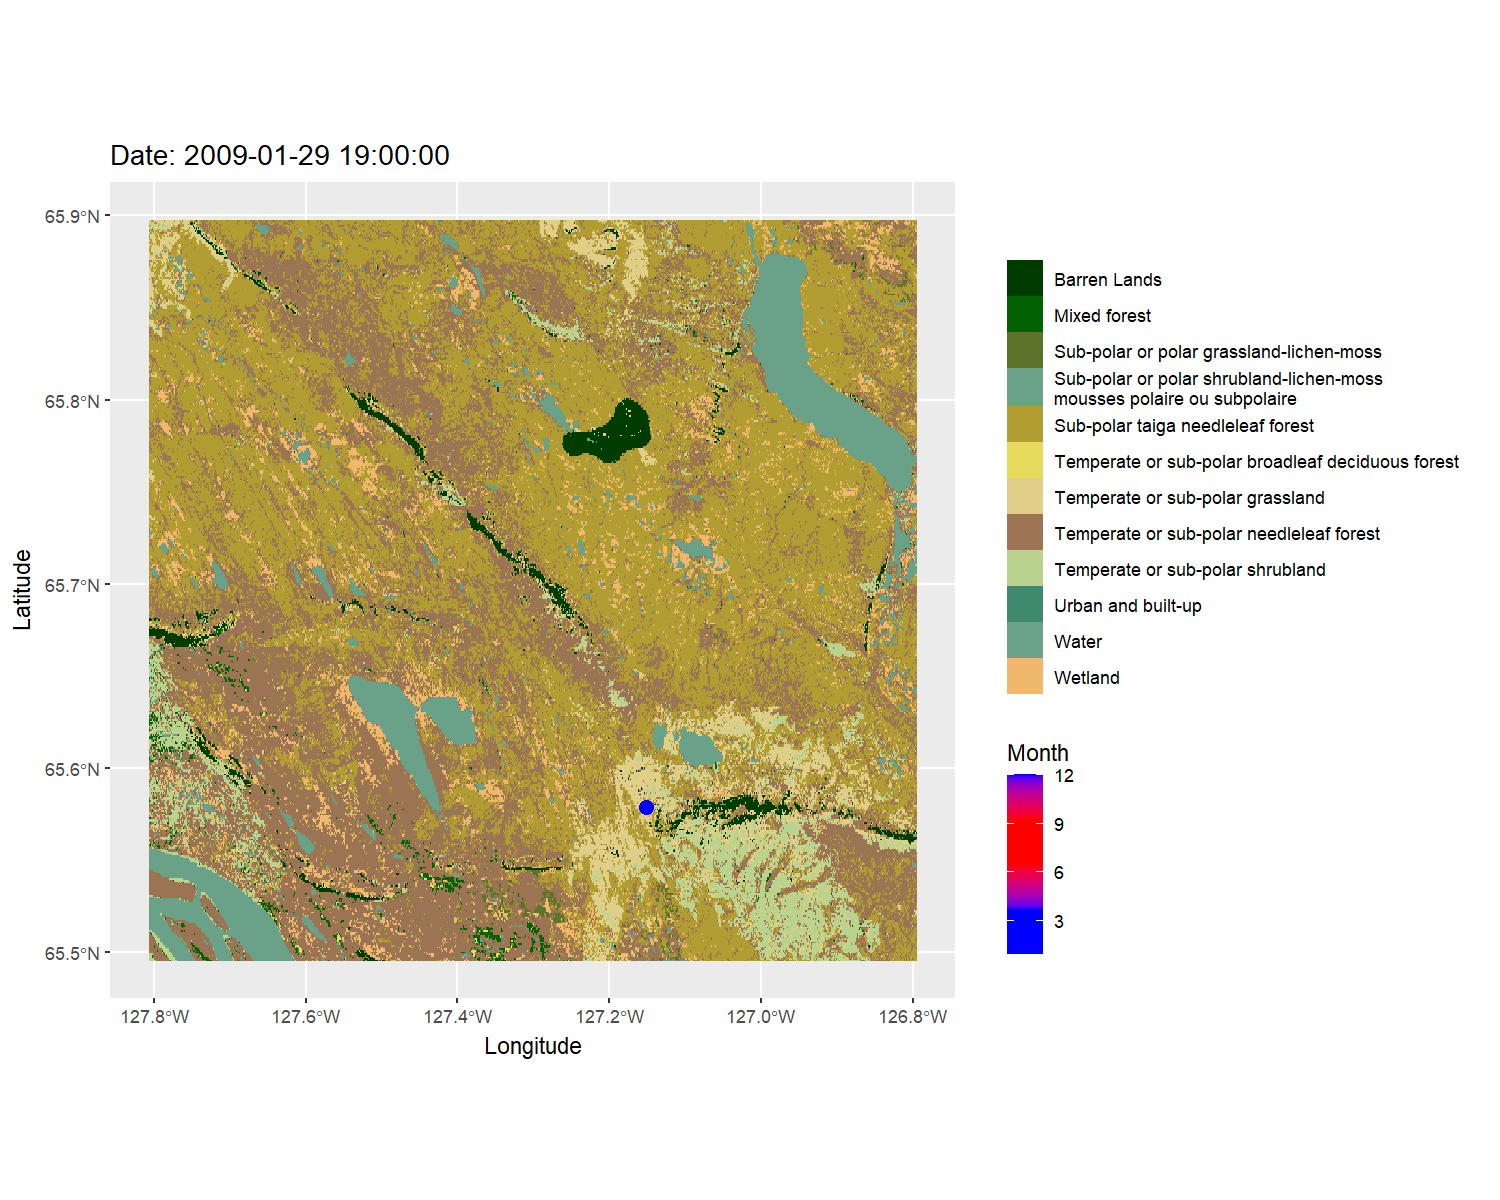 Date: 2009-01-29 19:00:00
65.9°N
65.8°N
65.7°N
65.6°N
65.5°N
Latitude
127.8°W
127.6°W
127.4°W
127.2°W
127.0°W
126.8°W
Longitude
Barren Lands
Mixed forest
Sub-polar or polar grassland-lichen-moss
Sub-polar or polar shrubland-lichen-moss
mousses polaire ou subpolaire
Sub-polar taiga needleleaf forest
Temperate or sub-polar broadleaf deciduous forest
Temperate or sub-polar grassland
Temperate or sub-polar needleleaf forest
Temperate or sub-polar shrubland
Urban and built-up
Water
Wetland
Month
12
9
6
3